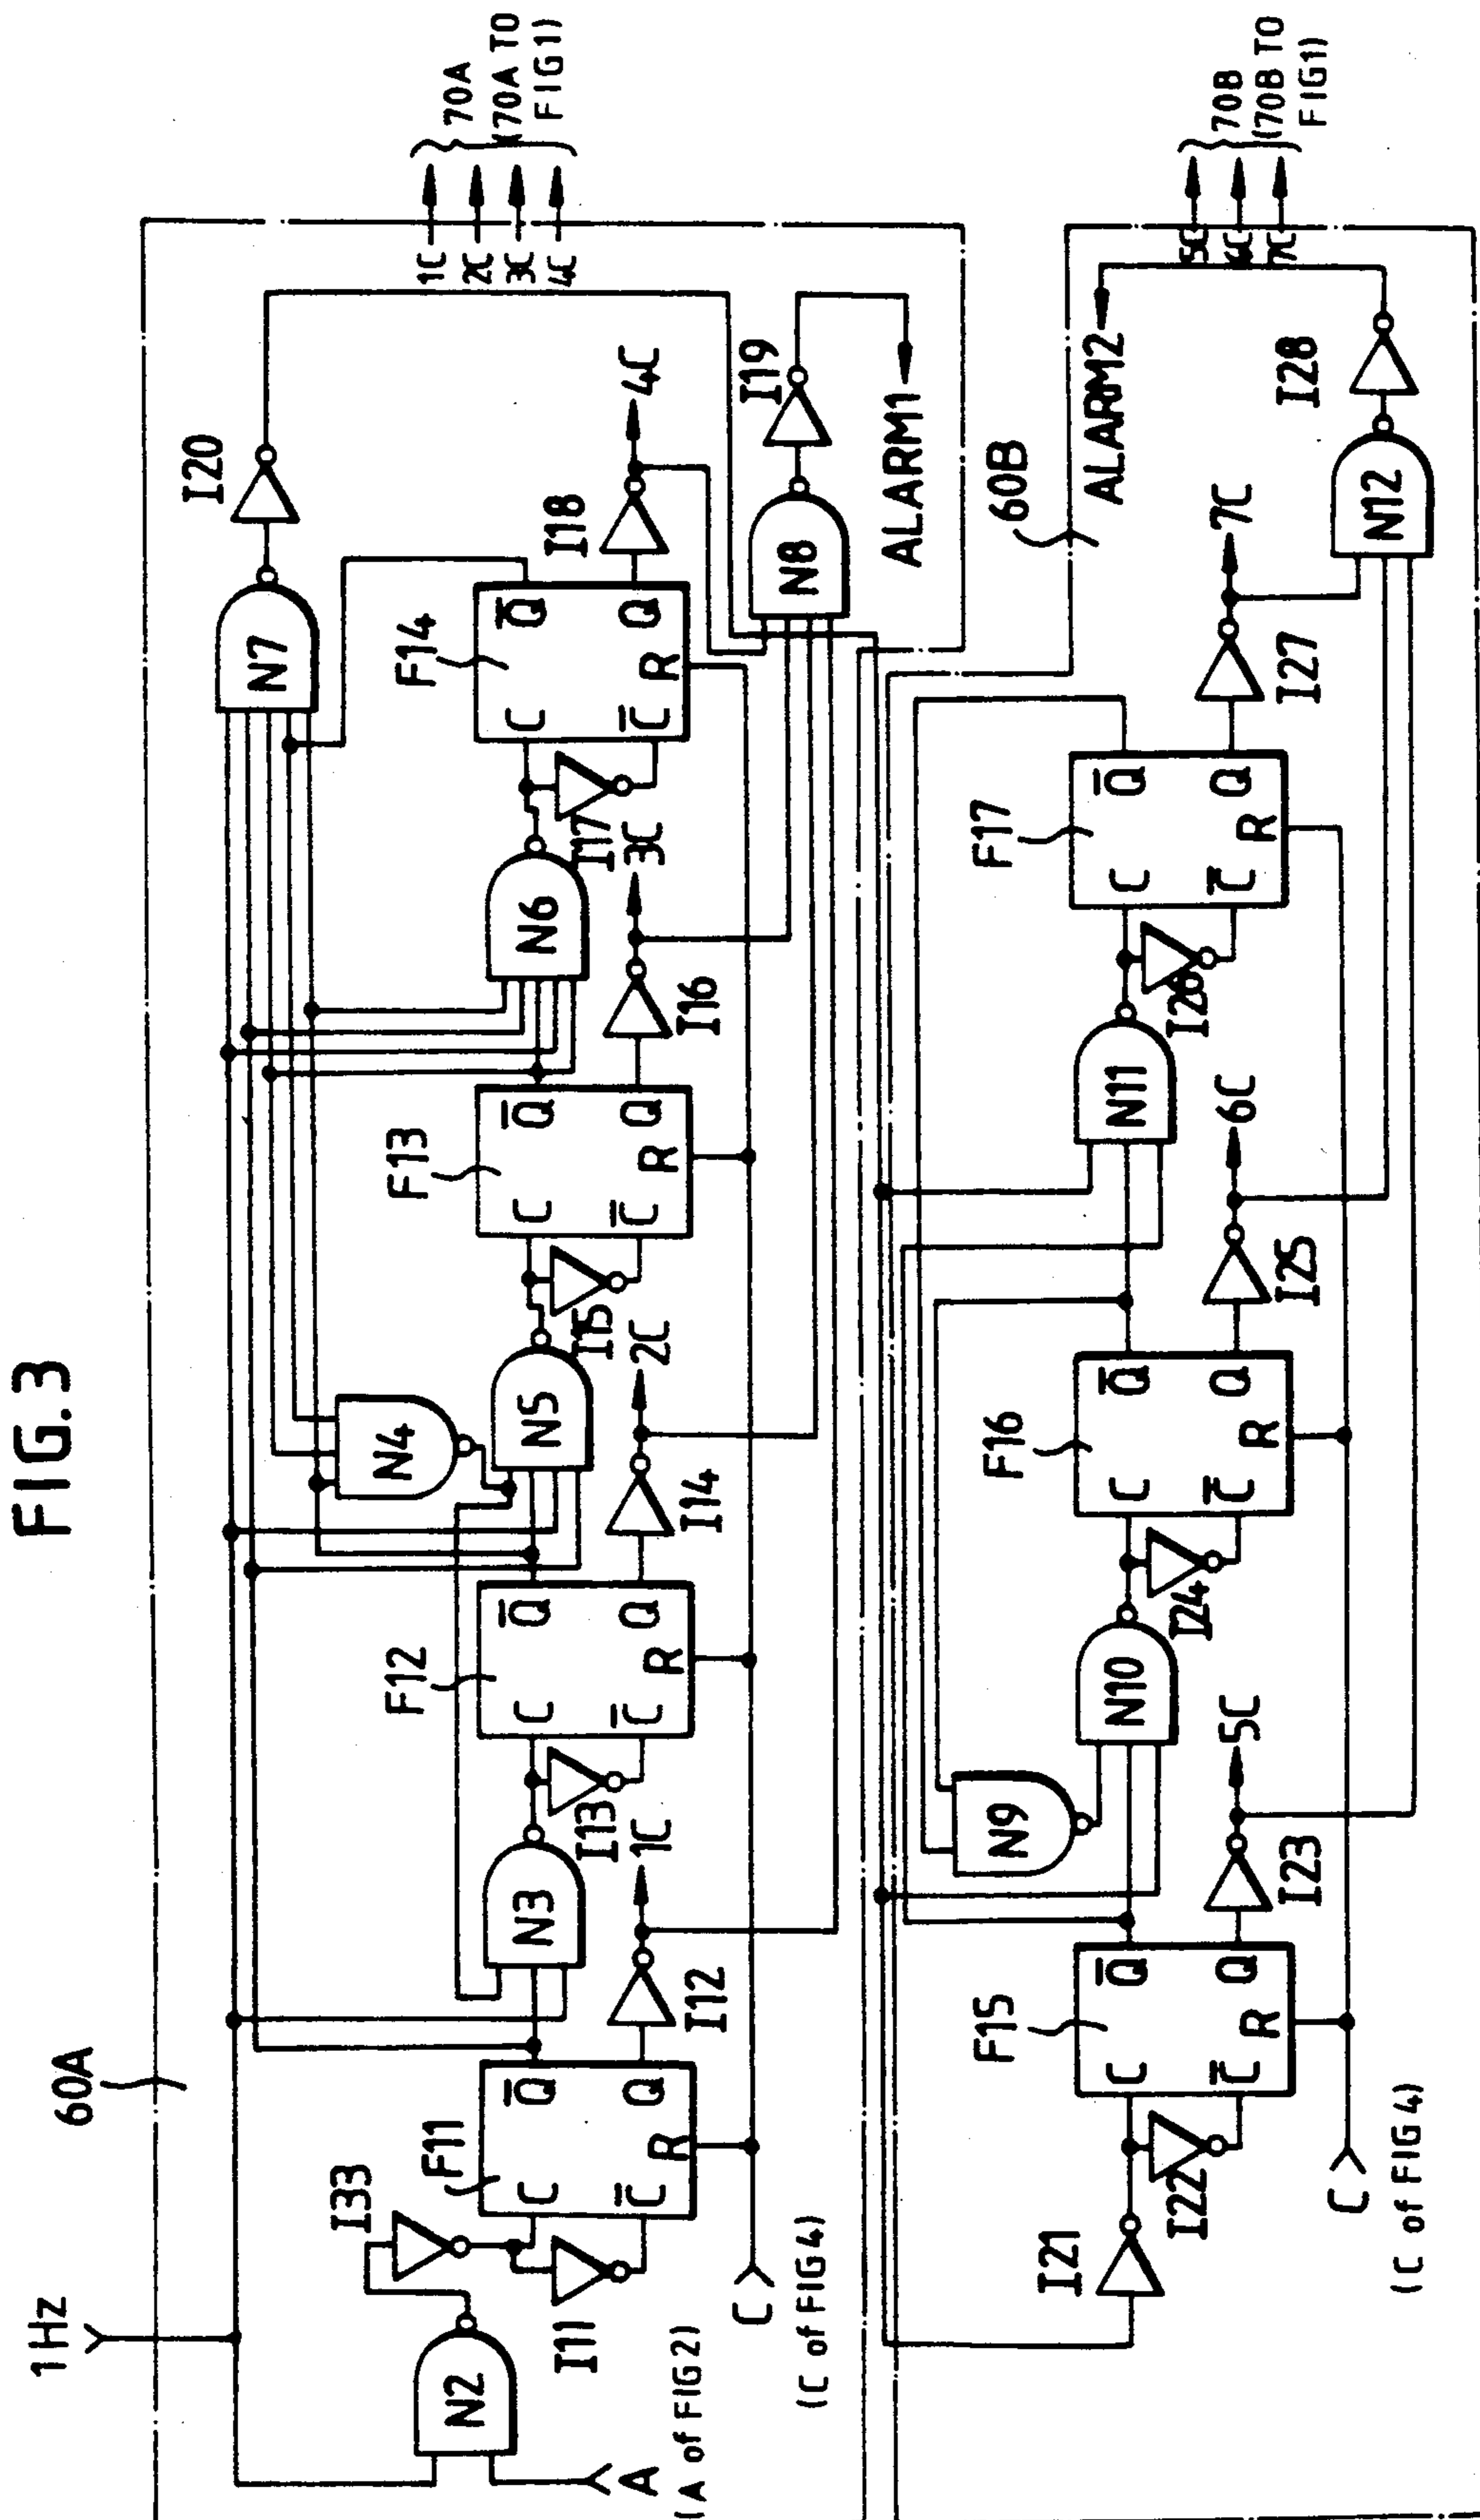 FIG. 3
1Hz
60A
I20
N7
1C
2C
3C
4C
70A
(70A TO
FIG1)
N4
I33
F11
C
Q̅
C̅
Q
R
N3
F12
C
Q̅
C̅
Q
R
N5
F13
C
Q̅
C̅
Q
R
N6
F14
C
Q̅
C̅
Q
R
I18
4C
N2
I11
I13
I15
I17
A
(A of FIG2)
I12
1C
I14
2C
I16
3C
N8
I19
ALARM1
C
(C of FIG4)
60B
N9
F15
C
Q̅
C̅
Q
R
N10
F16
C
Q̅
C̅
Q
R
N11
F17
C
Q̅
C̅
Q
R
ALARM2
5C
6C
7C
70B
(70B TO
FIG1)
I21
I22
I24
I26
I23
5C
I25
6C
I27
7C
N12
I28
C
(C of FIG4)